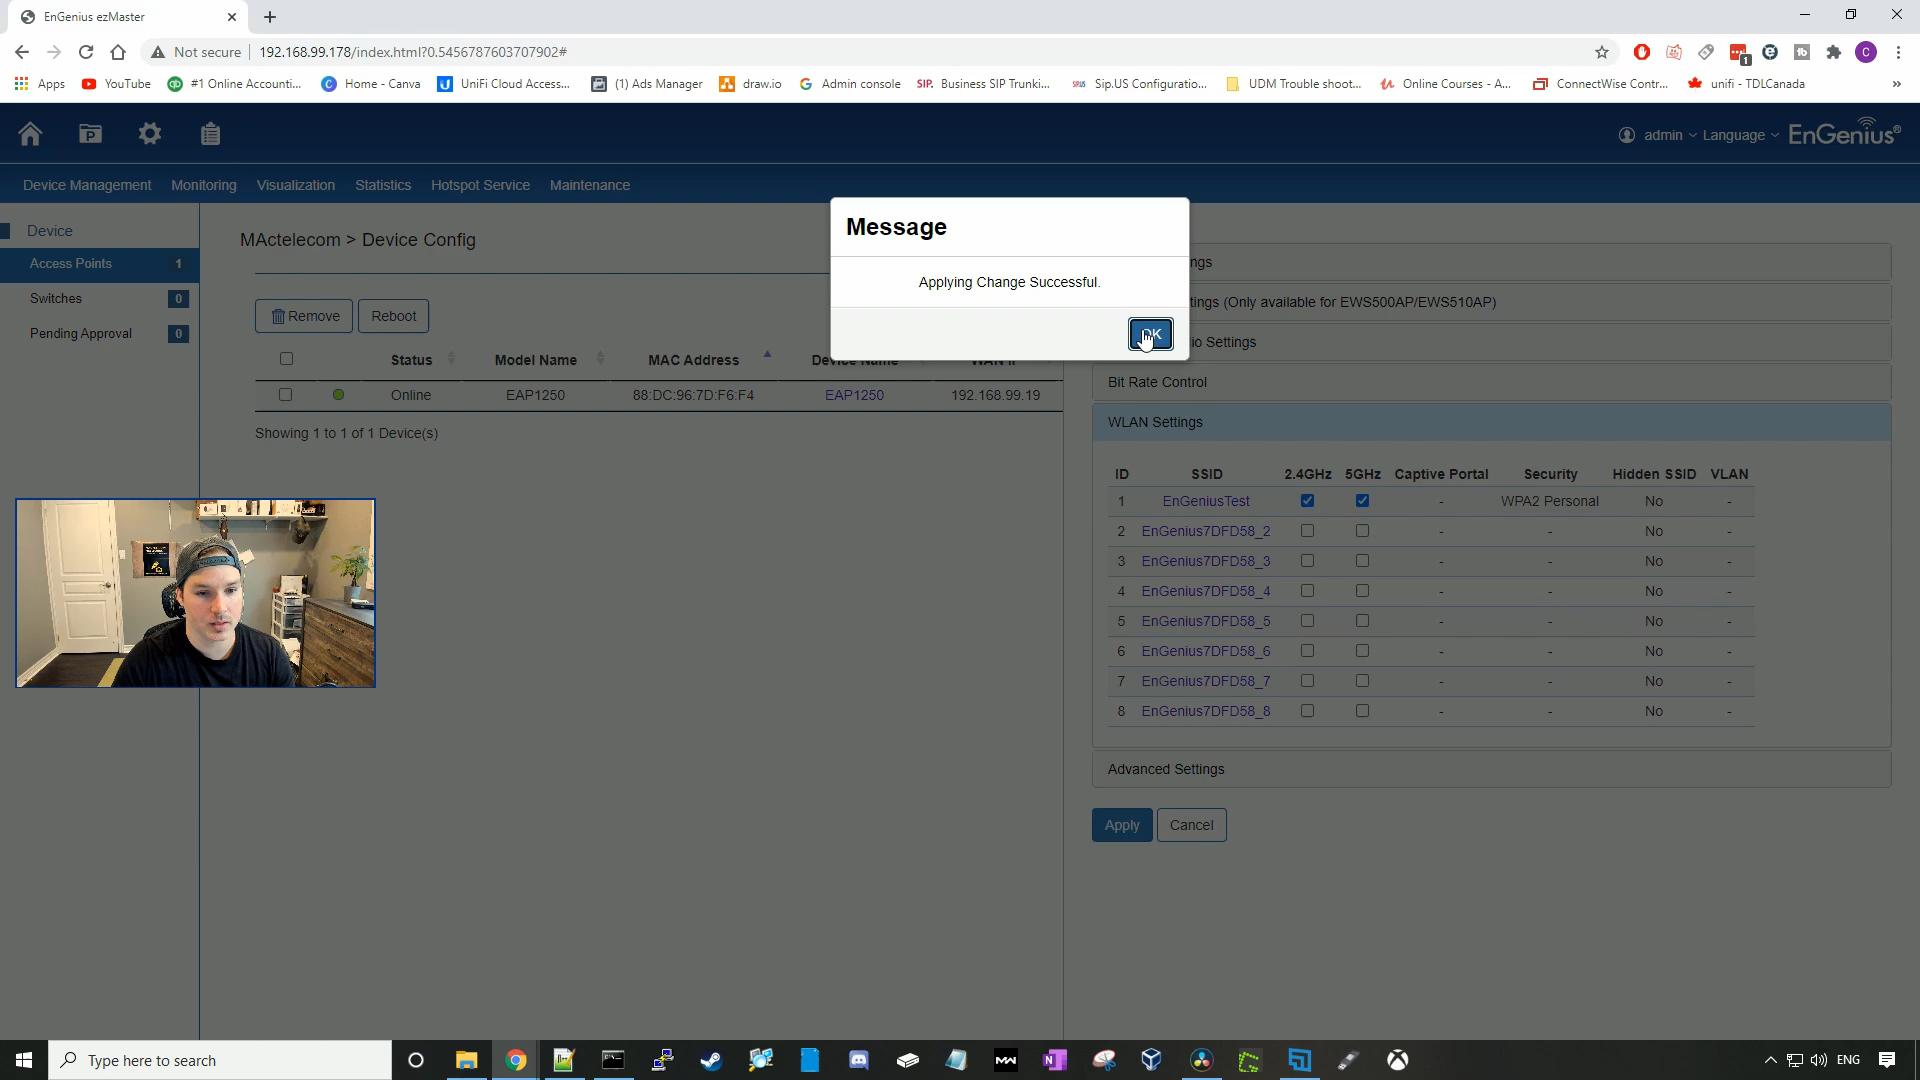 EnGenius ezMaster
Not secure
192.168.99.178/index.html?0.5456787603707902#
1
C
Apps
YouTube
#1 Online Accounti...
Home - Canva
UniFi Cloud Access...
(1) Ads Manager
draw.io
Admin console
SIP. Business SIP Trunki...
Sip.US Configuratio...
UDM Trouble shoot...
Online Courses - A...
ConnectWise Contr...
unifi - TDLCanada
admin
Language
EnGenius®
Device Management
Monitoring
Visualization
Statistics
Hotspot Service
Maintenance
Device
Access Points 1
Switches 0
Pending Approval 0
MActelecom > Device Config
Remove
Reboot
Status Model Name MAC Address Device Name WAN IP
Online EAP1250 88:DC:96:7D:F6:F4 EAP1250 192.168.99.19
Showing 1 to 1 of 1 Device(s)
Message
Applying Change Successful.
OK
ngs
tings (Only available for EWS500AP/EWS510AP)
io Settings
Bit Rate Control
WLAN Settings
ID SSID 2.4GHz 5GHz Captive Portal Security Hidden SSID VLAN
1 EnGeniusTest - WPA2 Personal No -
2 EnGenius7DFD58_2 - - No -
3 EnGenius7DFD58_3 - - No -
4 EnGenius7DFD58_4 - - No -
5 EnGenius7DFD58_5 - - No -
6 EnGenius7DFD58_6 - - No -
7 EnGenius7DFD58_7 - - No -
8 EnGenius7DFD58_8 - - No -
Advanced Settings
Apply
Cancel
Type here to search
ENG